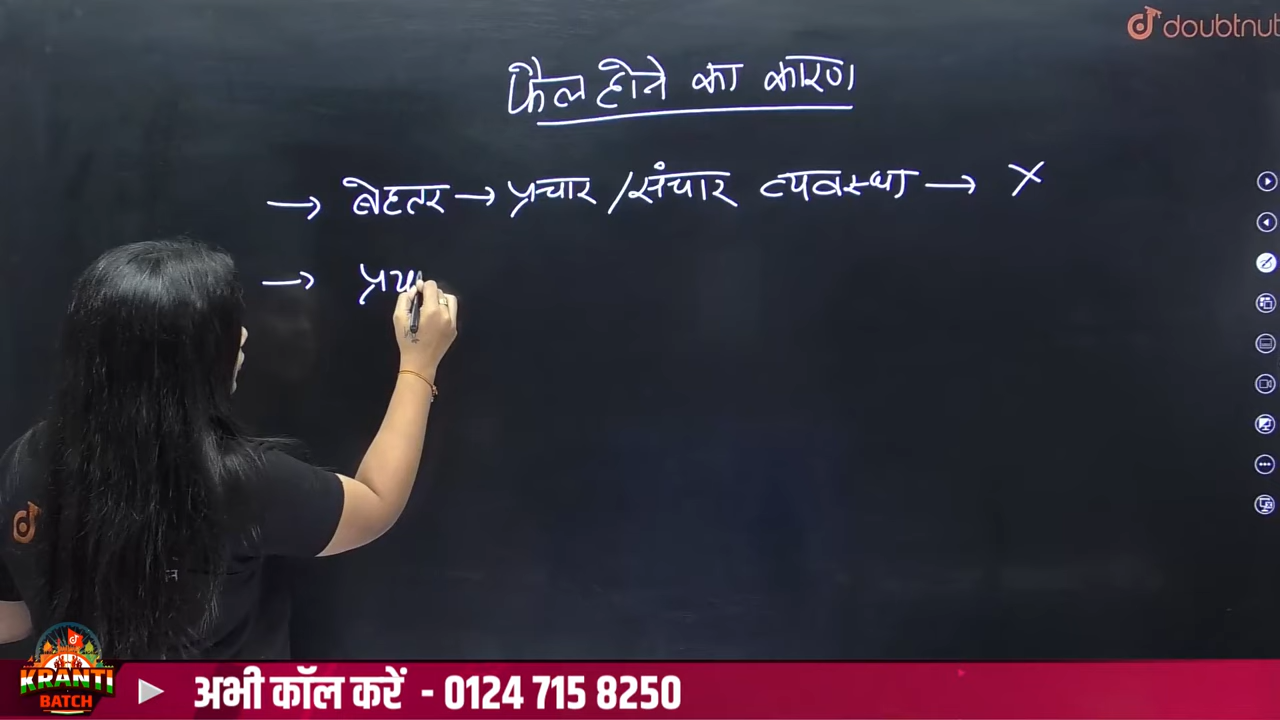 doubtnut
फैल होने का कारण
→ बेहतर → प्रचार /संचार व्यवस्था → X
→
KRANTI
BATCH
अभी कॉल करें - 0124 715 8250